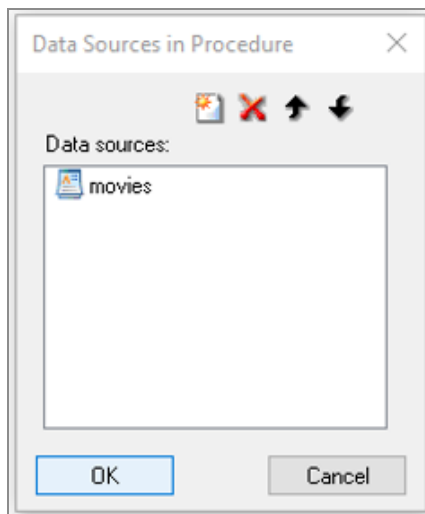 Data Sources in Procedure
Data sources:
movies
OK
Cancel